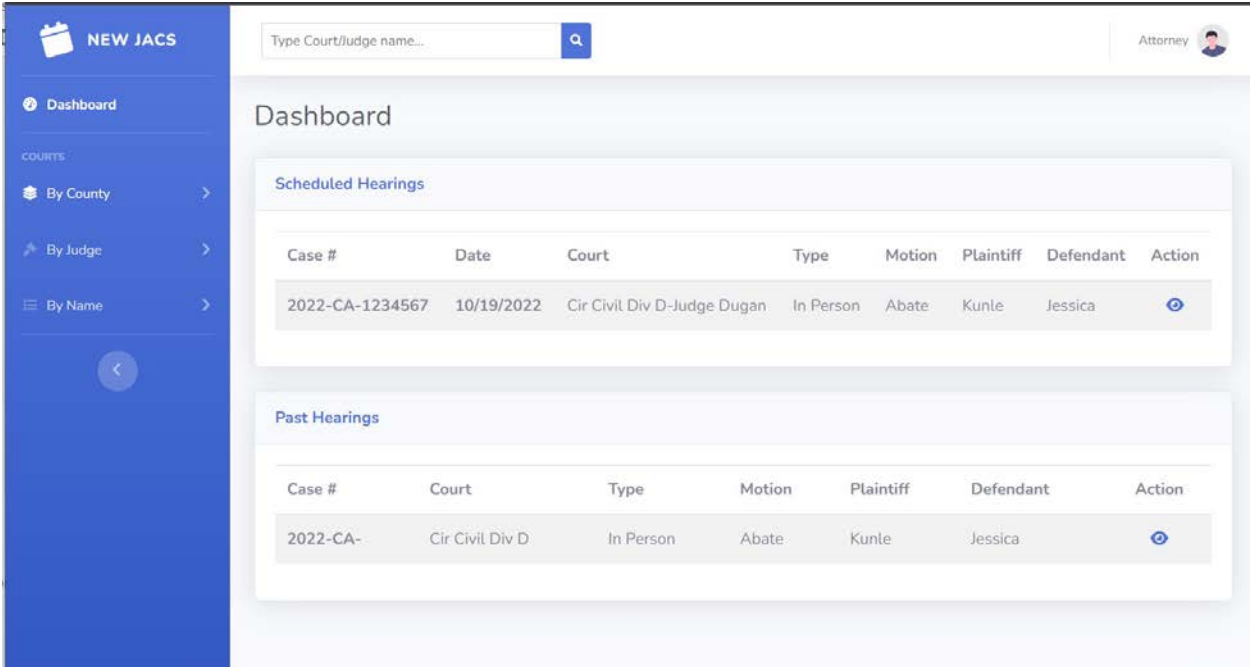 NEW JACS
Type Court/Judge name...
Attorney
Dashboard
COURTS
By County
By Judge
By Name
Dashboard
Scheduled Hearings
Case # Date Court Type Motion Plaintiff Defendant Action
2022-CA-1234567 10/19/2022 Cir Civil Div D-Judge Dugan In Person Abate Kunle Jessica
Past Hearings
Case # Court Type Motion Plaintiff Defendant Action
2022-CA- Cir Civil Div D In Person Abate Kunle Jessica